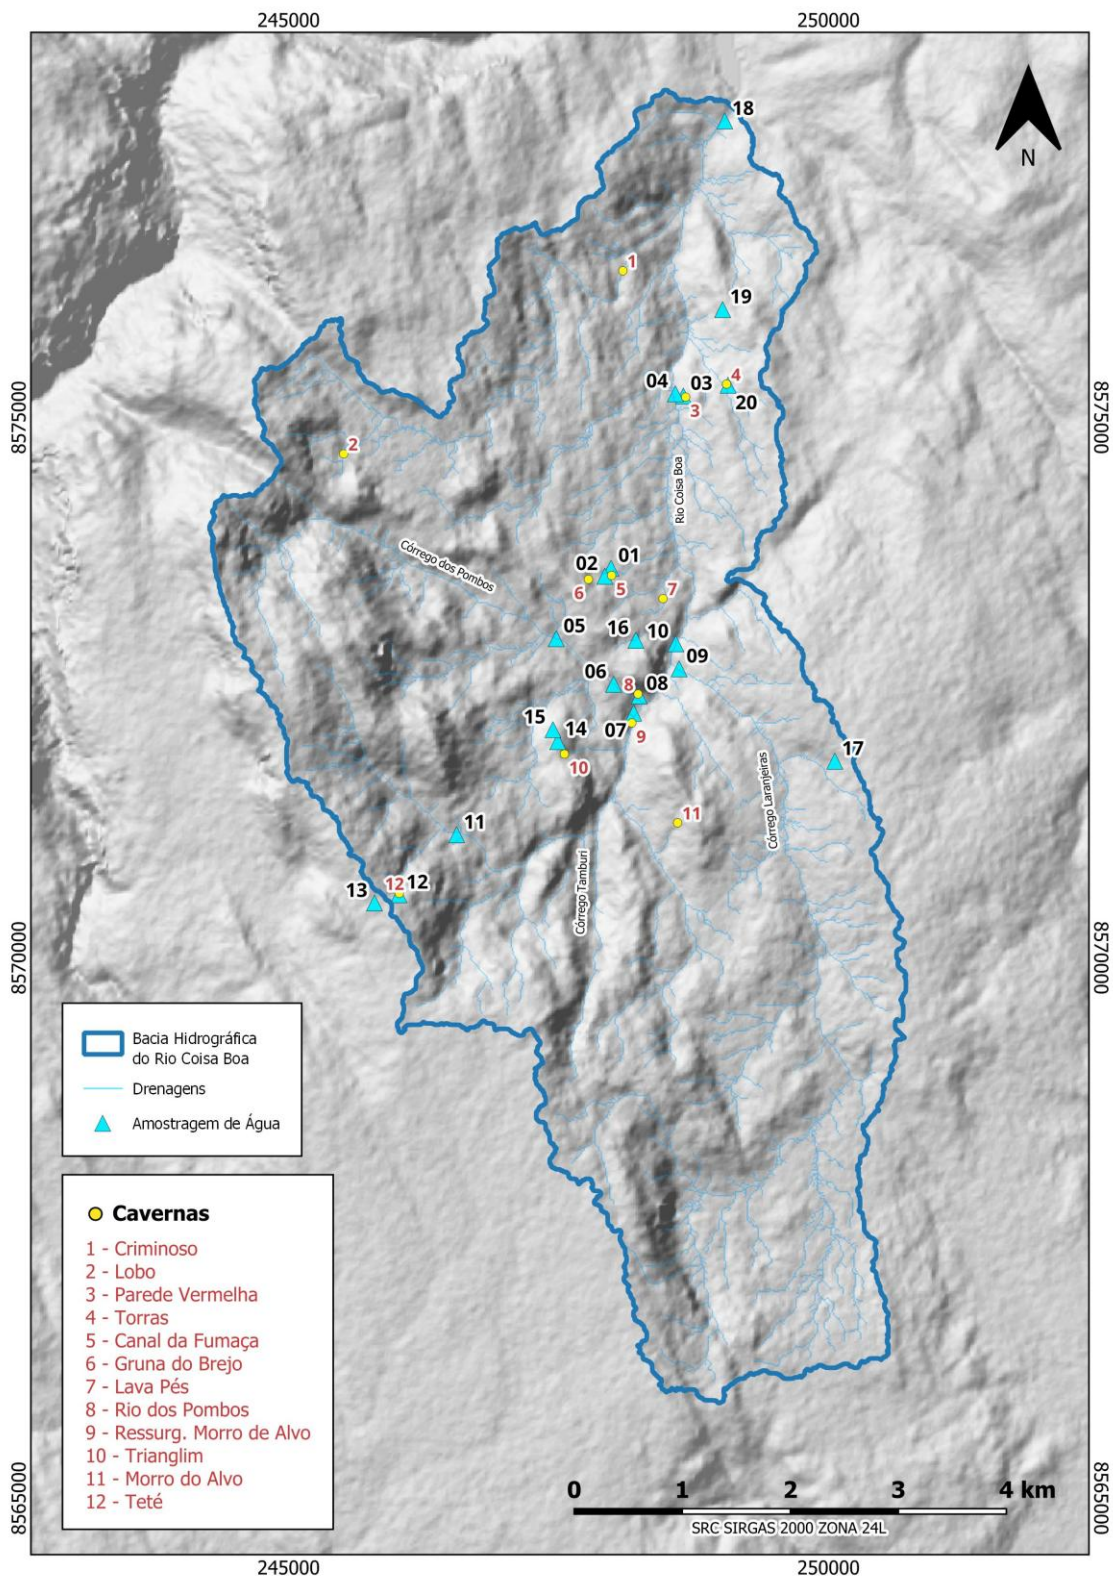 245000
250000
18
N
1
19
8575000
8575000
4
04
03
20
3
2
Rio Coisa Boa
Córrego dos Pombos
01
02
6
5
7
05
16
10
09
06
8
08
15
14
07
9
17
10
Córrego Laranjeiras
11
11
Córrego Tamburi
12
12
13
8570000
8570000
Bacia Hidrográfica
do Rio Coisa Boa
Drenagens
Amostragem de Água
Cavernas
1 - Criminoso
2 - Lobo
3 - Parede Vermelha
4 - Torras
5 - Canal da Fumaça
6 - Gruna do Brejo
7 - Lava Pés
8 - Rio dos Pombos
9 - Ressurg. Morro de Alvo
10 - Trianglim
11 - Morro do Alvo
12 - Teté
8565000
8565000
0 1 2 3 4 km
SRC SIRGAS 2000 ZONA 24L
245000
250000